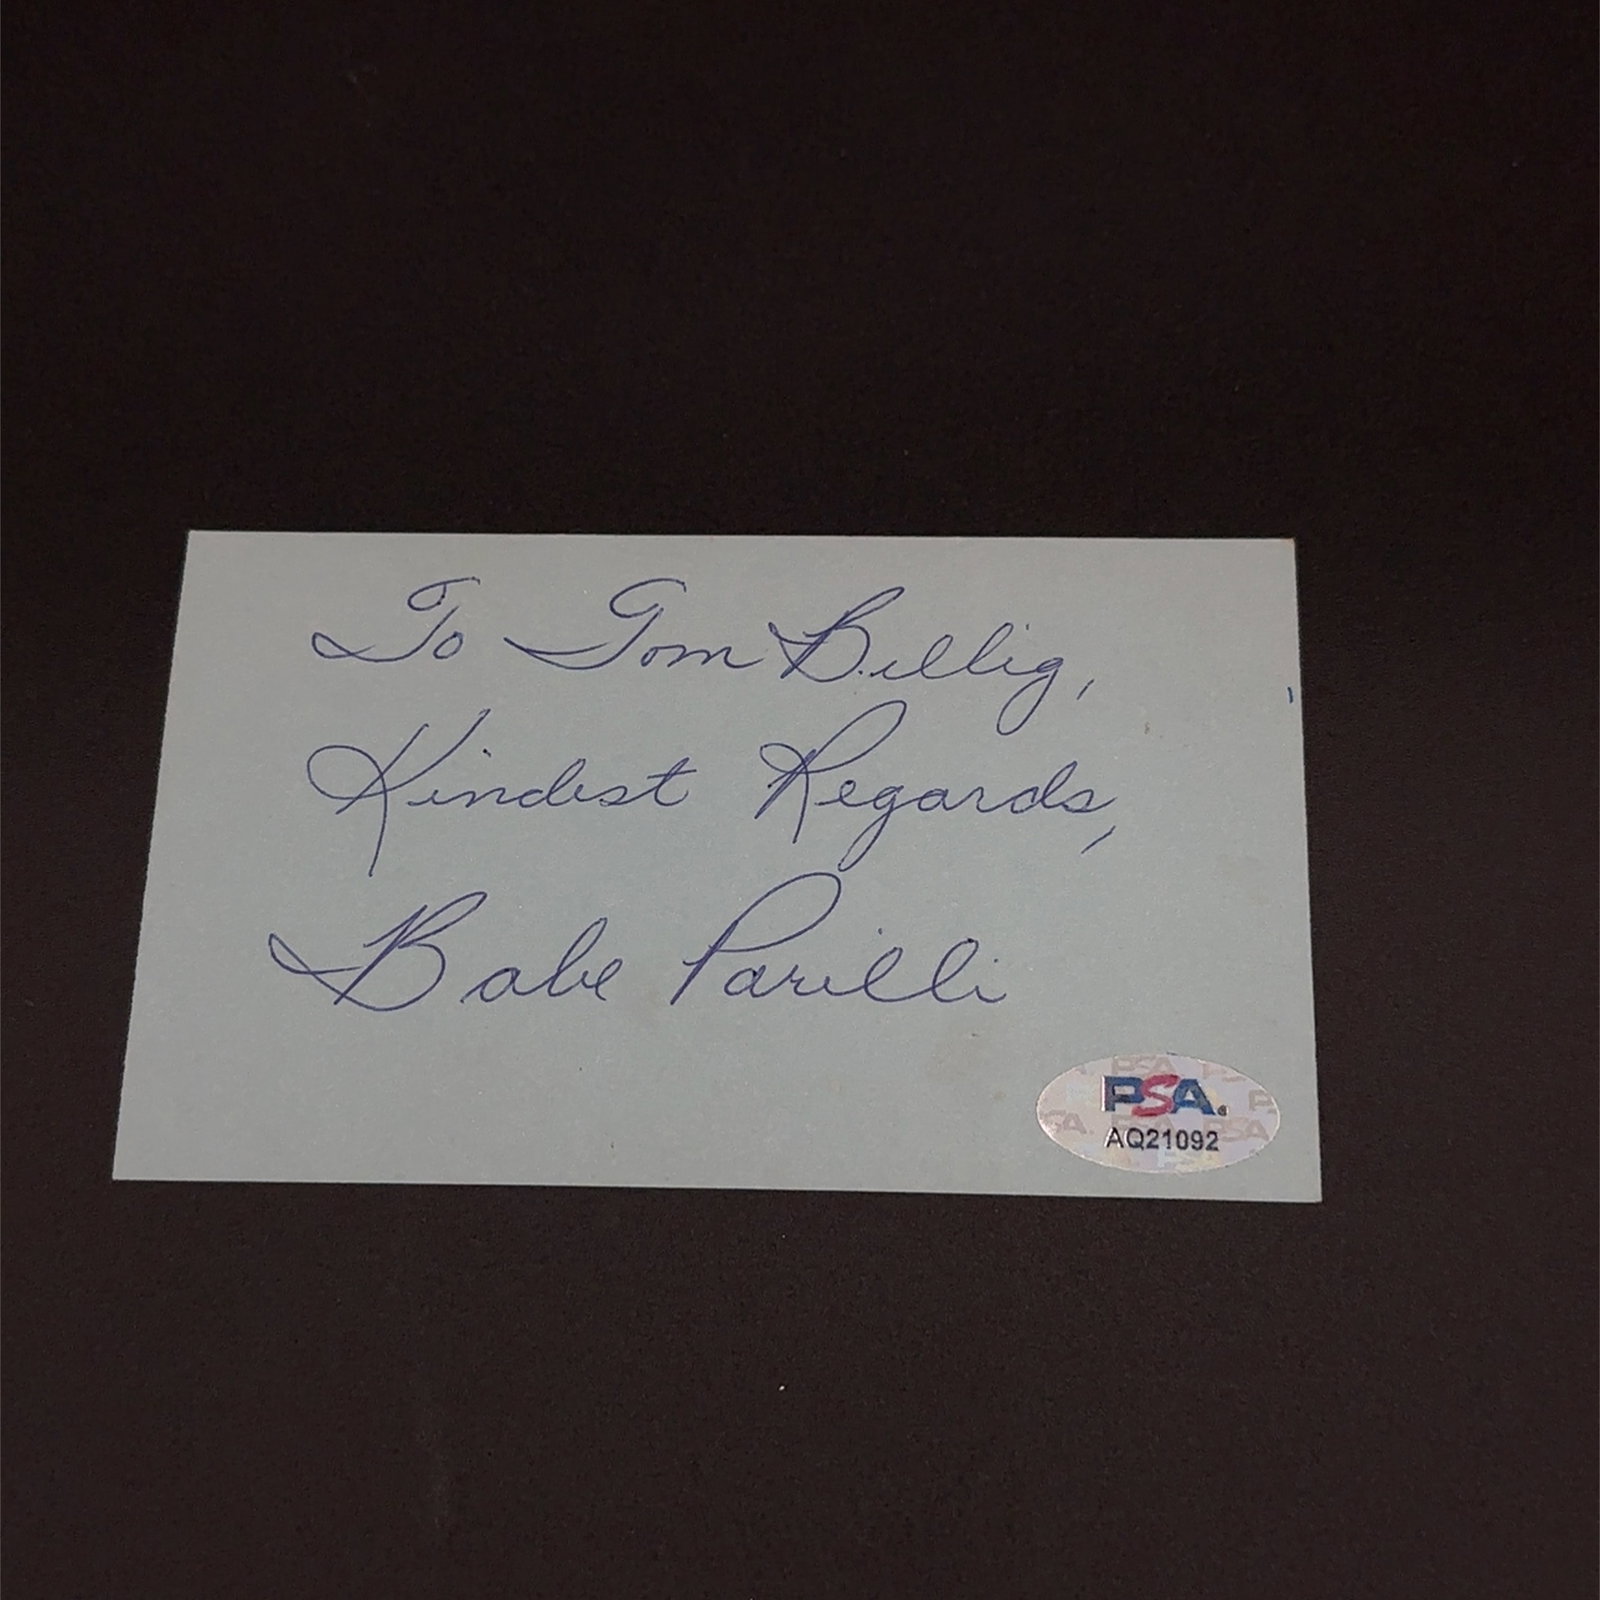 To Tom Billig,
Kindest Regards,
Babe Parilli
PSA.
AQ21092